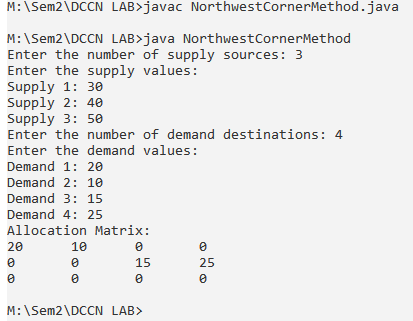 M:\Sem2\DCCN LAB>javac NorthwestCornerMethod.java
M:\Sem2\DCCN LAB>java NorthwestCornerMethod
Enter the number of supply sources: 3
Enter the supply values:
Supply 1: 30
Supply 2: 40
Supply 3: 50
Enter the number of demand destinations: 4
Enter the demand values:
Demand 1: 20
Demand 2: 10
Demand 3: 15
Demand 4: 25
Allocation Matrix:
20 10 0 0
0 0 15 25
0 0 0 0
M:\Sem2\DCCN LAB>